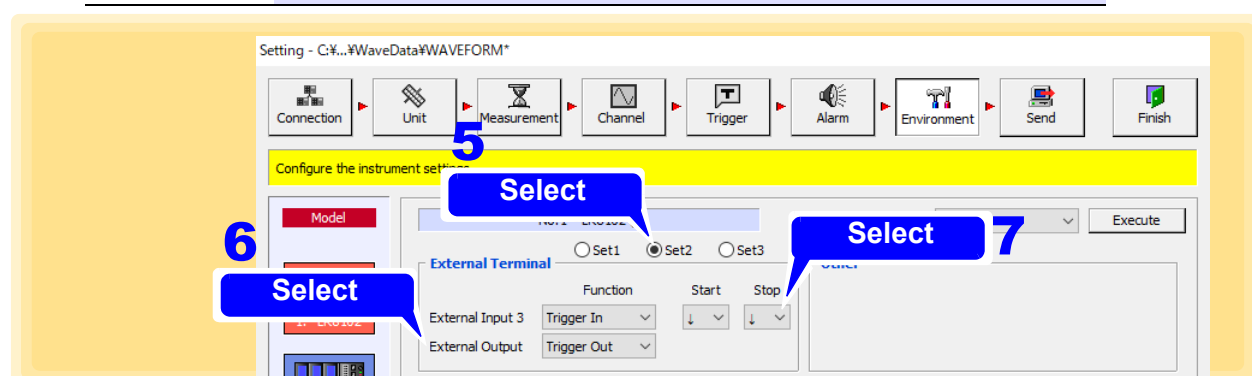 Setting - C:¥...¥WaveData¥WAVEFORM*
Connection
Unit
Measurement
Channel
Trigger
Alarm
Environment
Send
Finish
5
Configure the instrument settings
Select
Model
6
Select
7
Execute
Set1
Set2
Set3
External Terminal
Select
Function
Start
Stop
External Input 3
Trigger In
↓
↓
External Output
Trigger Out